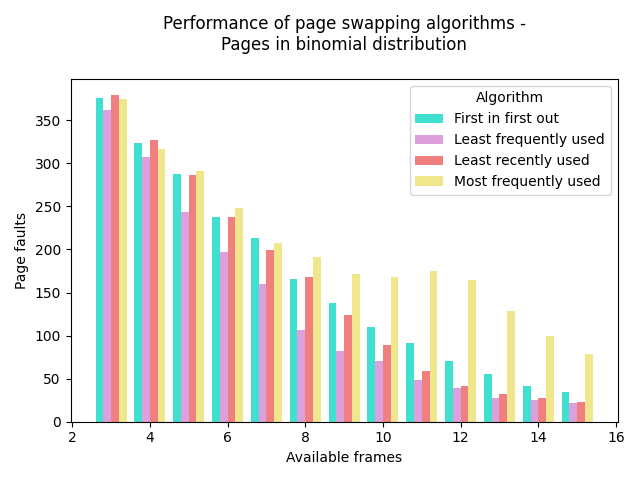 Performance of page swapping algorithms -
Pages in binomial distribution
Algorithm
First in first out
Least frequently used
Least recently used
Most frequently used
Page faults
350
300
250
200
150
100
50
0
2 4 6 8 10 12 14 16
Available frames